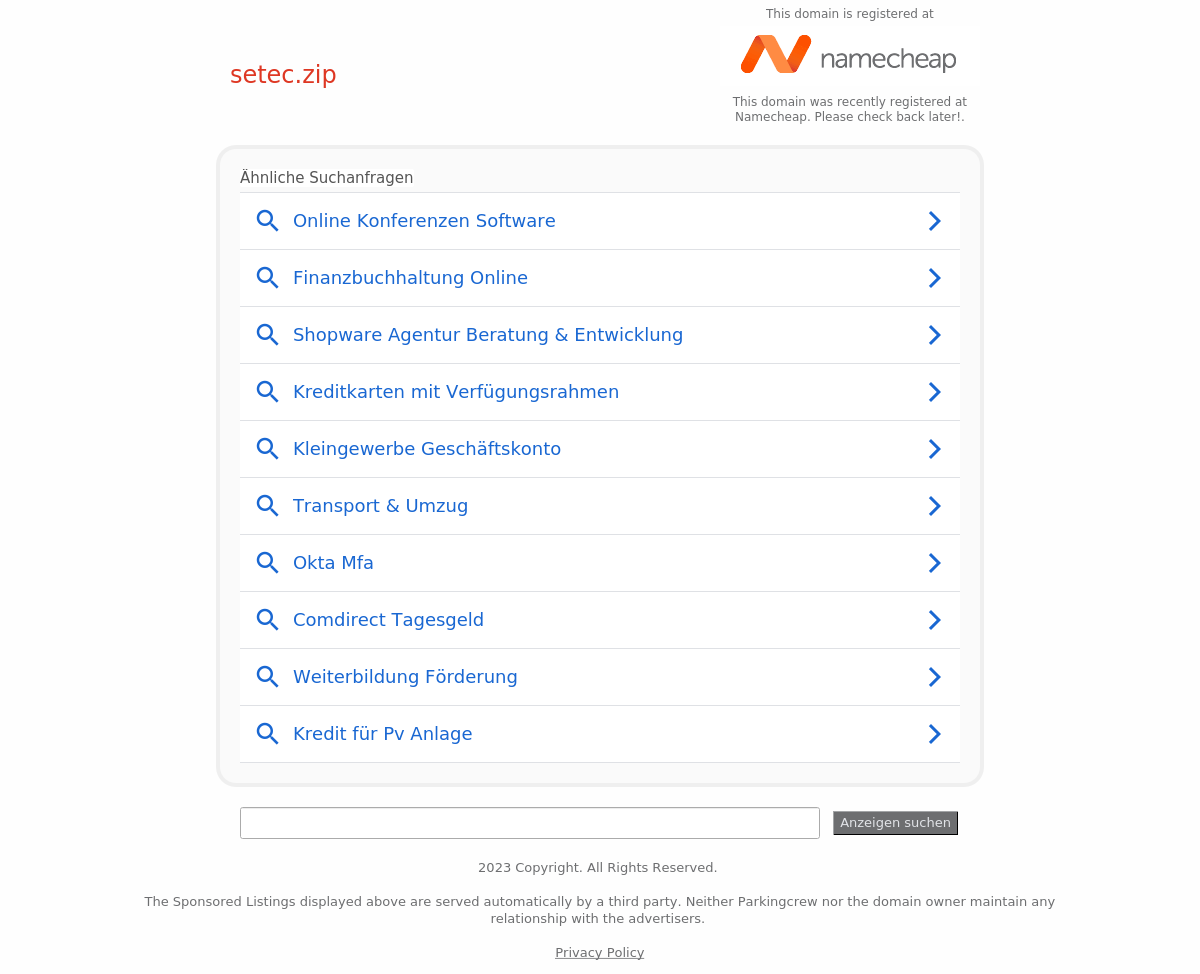 This domain is registered at
namecheap
setec.zip
This domain was recently registered at
Namecheap. Please check back later!.
Ähnliche Suchanfragen
Online Konferenzen Software
Finanzbuchhaltung Online
Shopware Agentur Beratung & Entwicklung
Kreditkarten mit Verfügungsrahmen
Kleingewerbe Geschäftskonto
Transport & Umzug
Okta Mfa
Comdirect Tagesgeld
Weiterbildung Förderung
Kredit für Pv Anlage
Anzeigen suchen
2023 Copyright. All Rights Reserved.
The Sponsored Listings displayed above are served automatically by a third party. Neither Parkingcrew nor the domain owner maintain any
relationship with the advertisers.
Privacy Policy